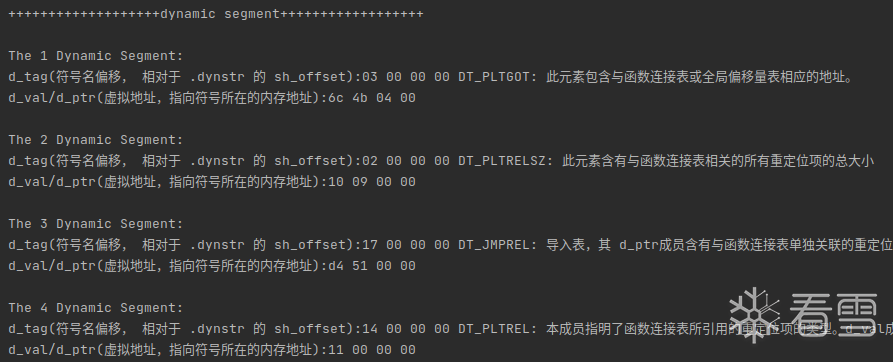 +++++++++++++++++++dynamic segment++++++++++++++++++
The 1 Dynamic Segment:
d_tag(符号名偏移, 相对于 .dynstr 的 sh_offset):03 00 00 00 DT_PLTGOT: 此元素包含与函数连接表或全局偏移量表相应的地址。
d_val/d_ptr(虚拟地址，指向符号所在的内存地址):6c 4b 04 00
The 2 Dynamic Segment:
d_tag(符号名偏移, 相对于 .dynstr 的 sh_offset):02 00 00 00 DT_PLTRELSZ: 此元素含有与函数连接表相关的所有重定位项的总大小
d_val/d_ptr(虚拟地址，指向符号所在的内存地址):10 09 00 00
The 3 Dynamic Segment:
d_tag(符号名偏移, 相对于 .dynstr 的 sh_offset):17 00 00 00 DT_JMPREL: 导入表，其 d_ptr成员含有与函数连接表单独关联的重定位
d_val/d_ptr(虚拟地址，指向符号所在的内存地址):d4 51 00 00
The 4 Dynamic Segment:
d_tag(符号名偏移, 相对于 .dynstr 的 sh_offset):14 00 00 00 DT_PLTREL: 本成员指明了函数连接表所引用的重定位项的类型。d_val成
d_val/d_ptr(虚拟地址，指向符号所在的内存地址):11 00 00 00
看雪